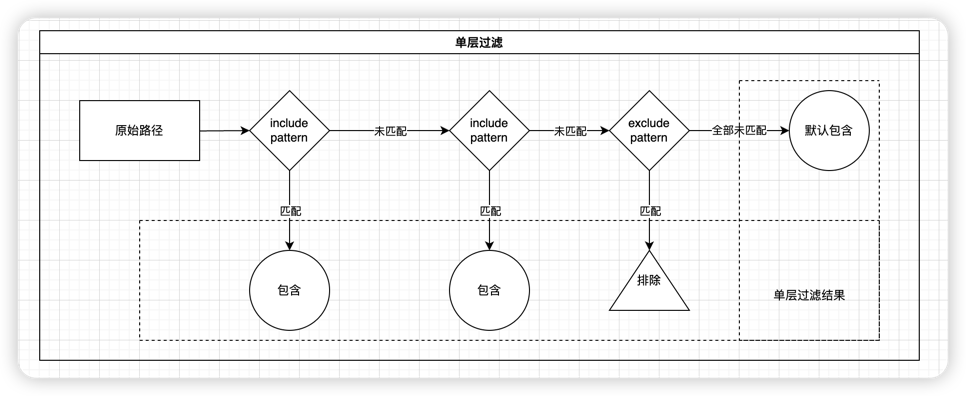 单层过滤
原始路径
include
pattern
未匹配
include
pattern
未匹配
exclude
pattern
全部未匹配
默认包含
匹配
匹配
匹配
包含
包含
排除
单层过滤结果